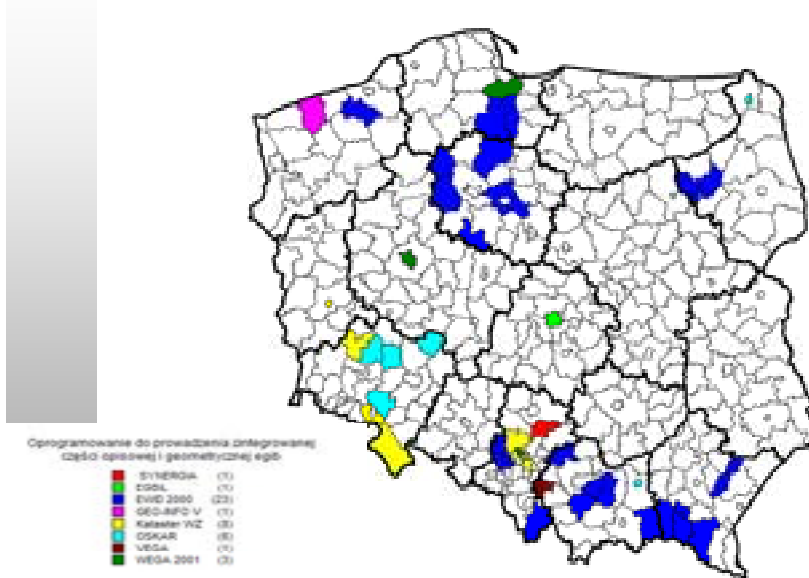 Oprogramowanie do prowadzenia zintegrowanej
części opisowej i geometrycznej egib
SYNERGIA (1)
EGBiL (1)
EWID 2000 (23)
GEO-INFO V (1)
Kataster WZ (8)
OSKAR (6)
VEGA (1)
WEGA 2001 (3)